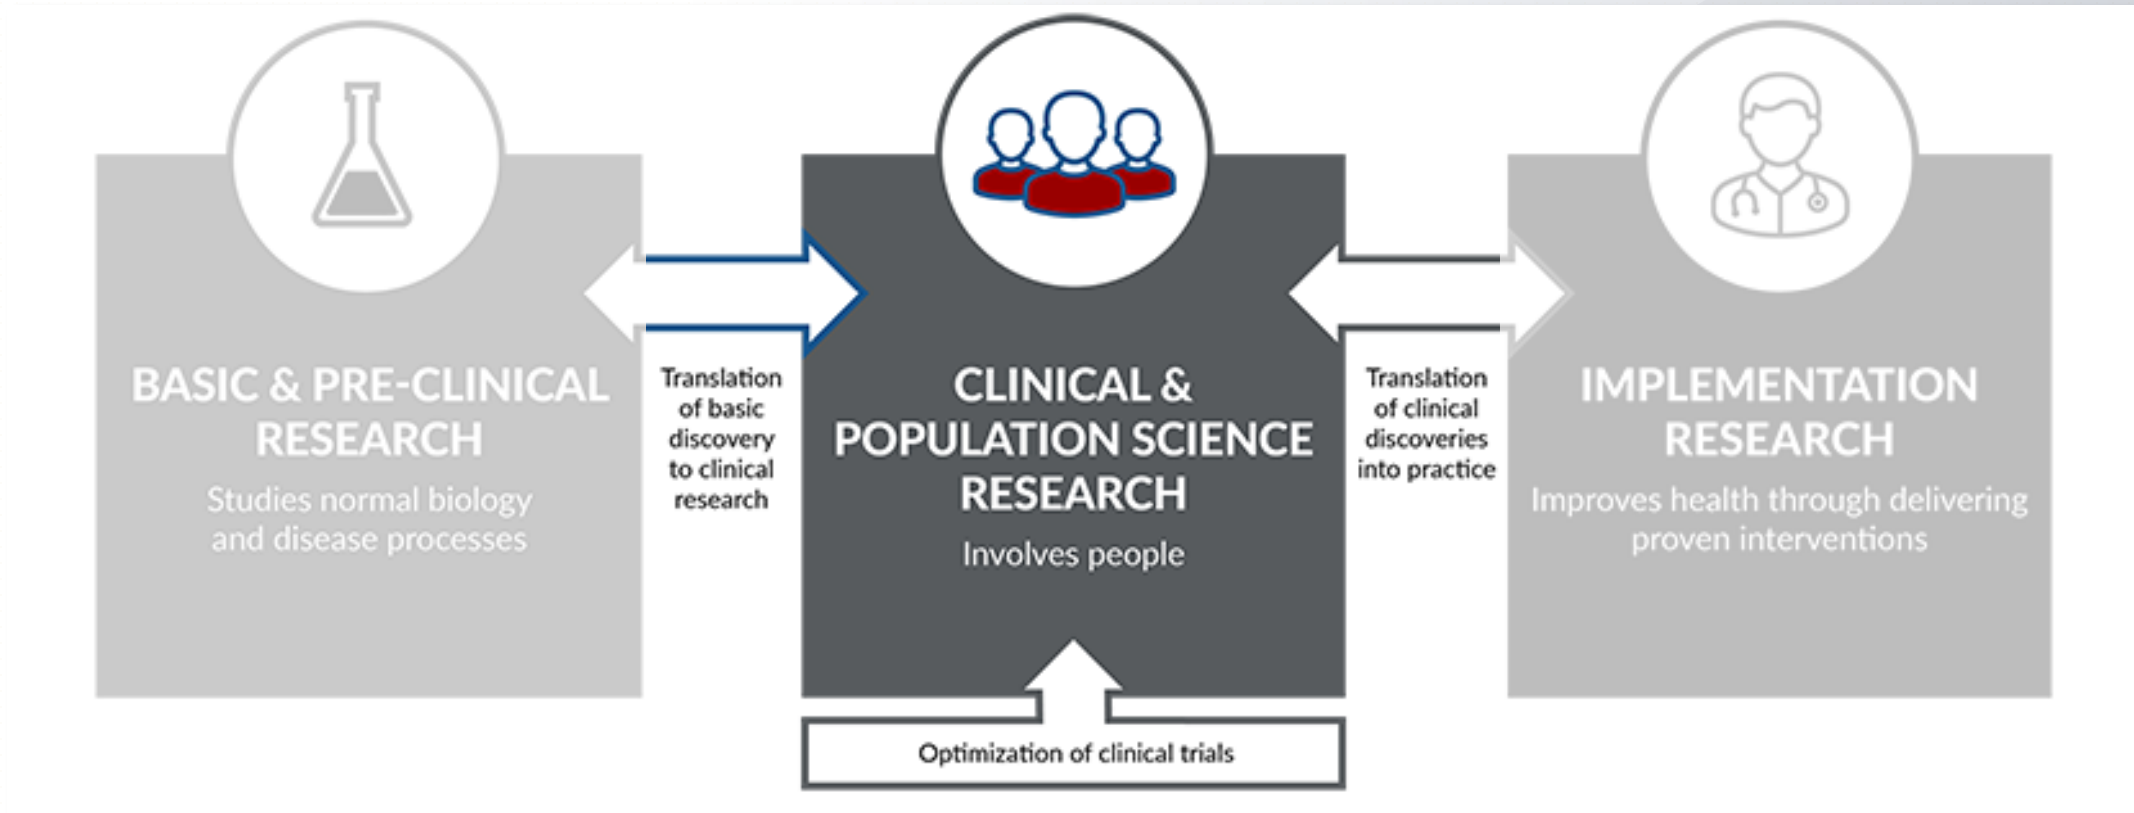 BASIC & PRE-CLINICAL
RESEARCH
Studies normal biology
and disease processes
Translation
of basic
discovery
to clinical
research
CLINICAL &
POPULATION SCIENCE
RESEARCH
Involves people
Optimization of clinical trials
Translation
of clinical
discoveries
into practice
IMPLEMENTATION
RESEARCH
Improves health through delivering
proven interventions